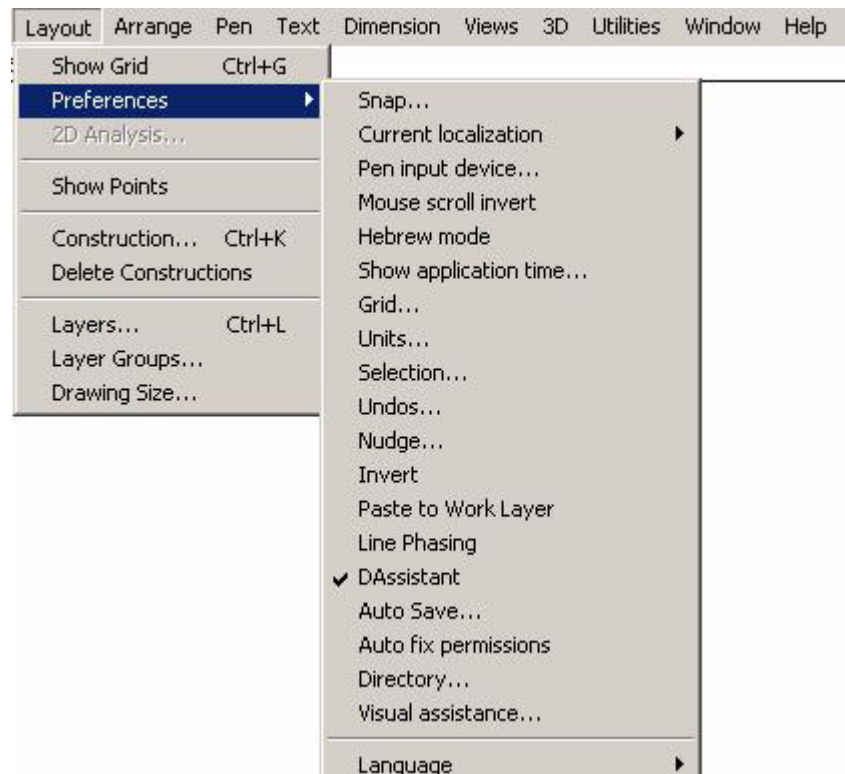 Layout Arrange Pen Text Dimension Views 3D Utilities Window Help
Show Grid Ctrl+G
Preferences
2D Analysis...
Show Points
Construction... Ctrl+K
Delete Constructions
Layers... Ctrl+L
Layer Groups...
Drawing Size...
Snap...
Current localization
Pen input device...
Mouse scroll invert
Hebrew mode
Show application time...
Grid...
Units...
Selection...
Undos...
Nudge...
Invert
Paste to Work Layer
Line Phasing
DAssistant
Auto Save...
Auto fix permissions
Directory...
Visual assistance...
Language